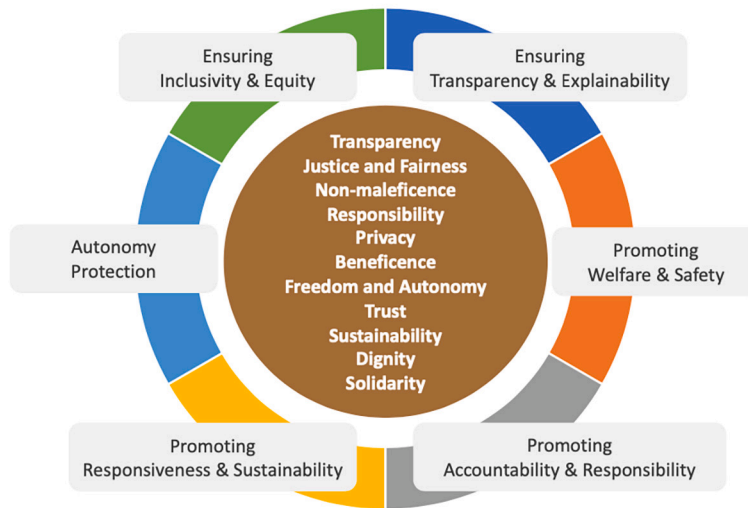 Ensuring
Inclusivity & Equity
Ensuring
Transparency & Explainability
Transparency
Justice and Fairness
Non-maleficence
Responsibility
Privacy
Beneficence
Freedom and Autonomy
Trust
Sustainability
Dignity
Solidarity
Autonomy
Protection
Promoting
Welfare & Safety
Promoting
Responsiveness & Sustainability
Promoting
Accountability & Responsibility